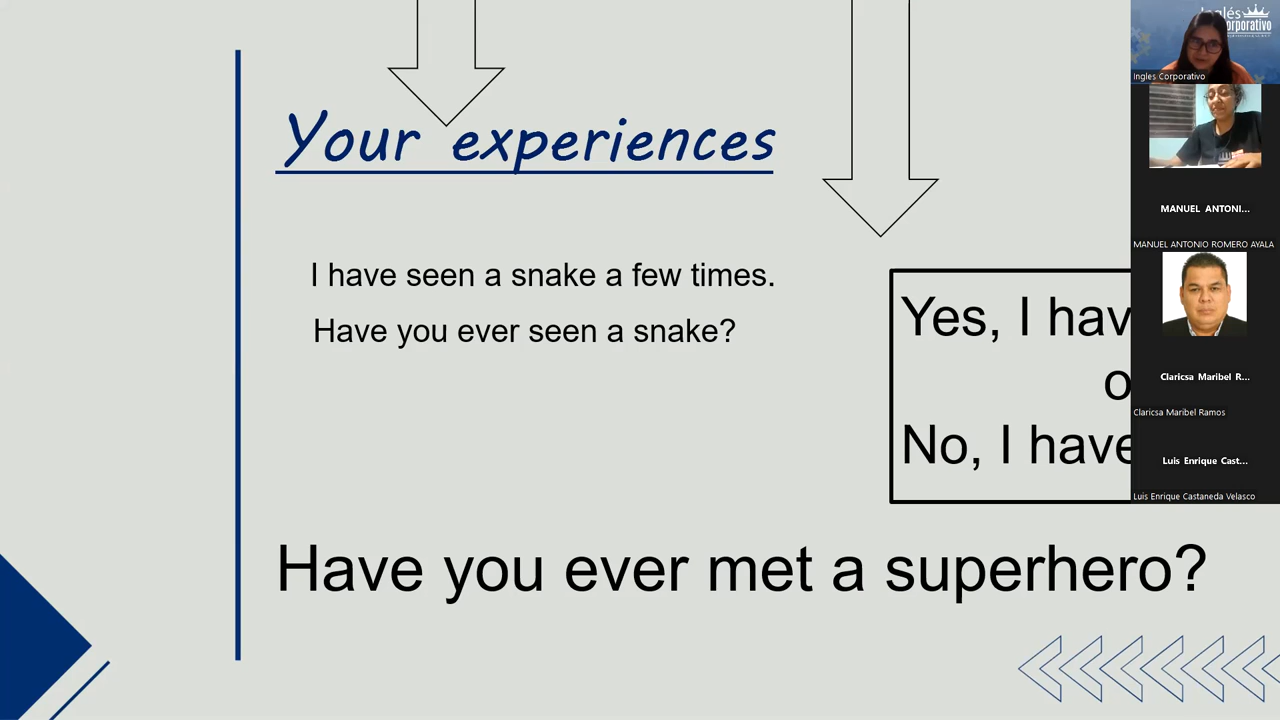 Your experiences
I have seen a snake a few times.
Have you ever seen a snake?
Yes, I hav
o
No, I have
Have you ever met a superhero?
Inglés
orporativo
Ingles Corporativo
MANUEL ANTONI...
MANUEL ANTONIO ROMERO AYALA
Claricsa Maribel R...
Claricsa Maribel Ramos
Luis Enrique Cast...
Luis Enrique Castaneda Velasco